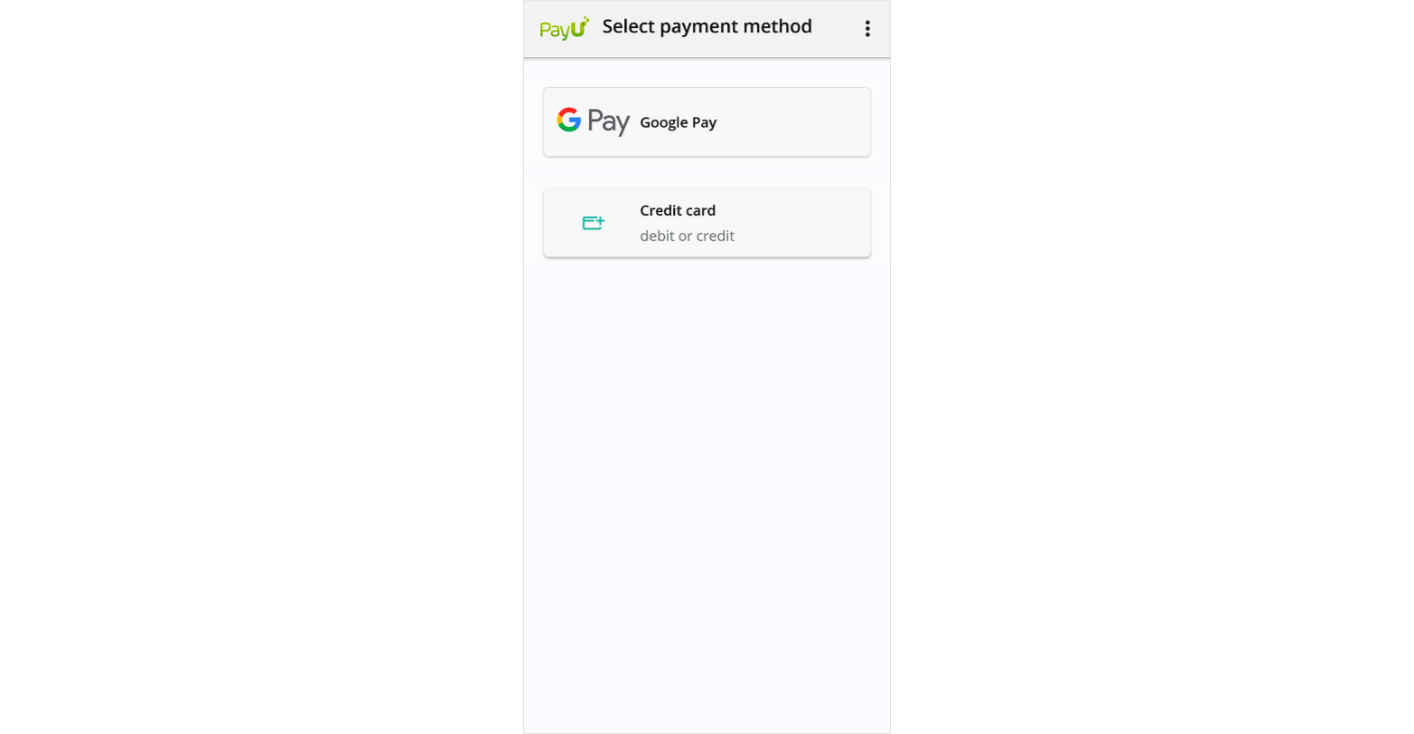 PayU Select payment method
G Pay Google Pay
Credit card
debit or credit